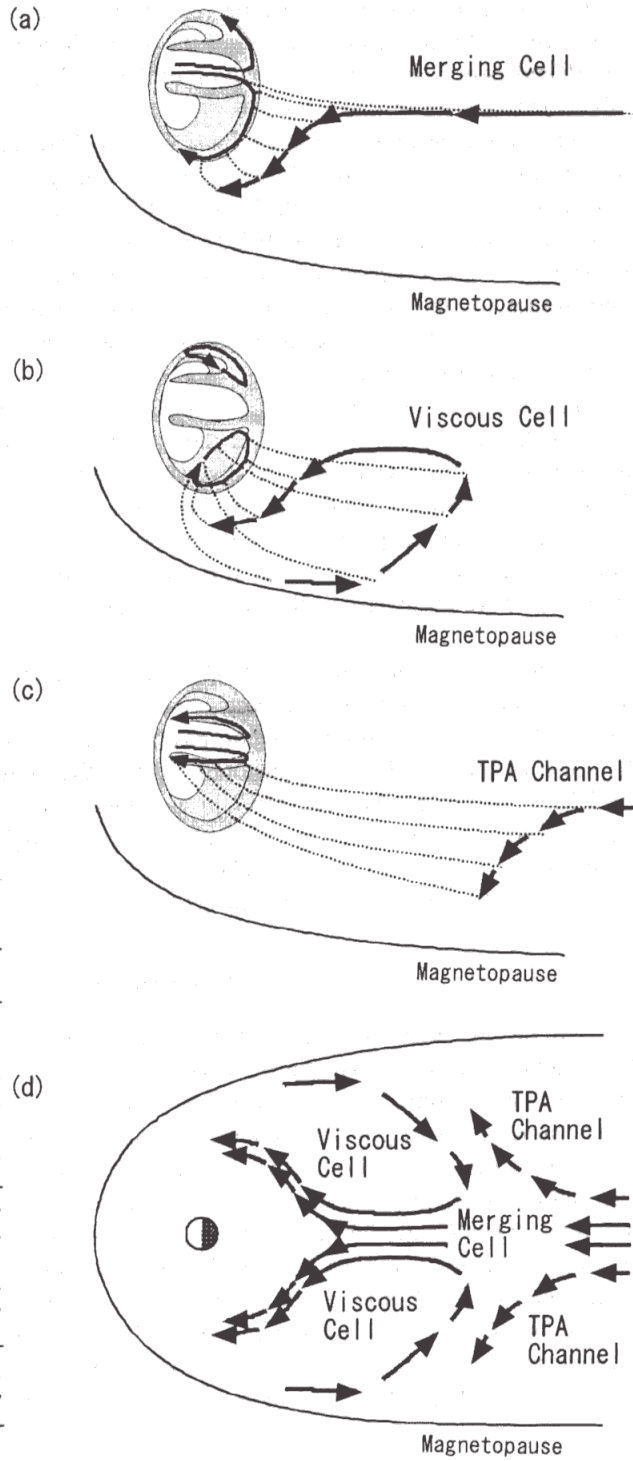 (a)
Merging Cell
Magnetopause
(b)
Viscous Cell
Magnetopause
(c)
TPA Channel
Magnetopause
(d)
TPA
Channel
Viscous
Cell
Merging
Cell
Viscous
Cell
TPA
Channel
Magnetopause